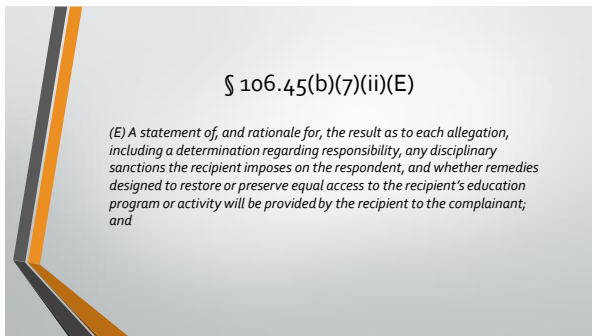 § 106.45(b)(7)(ii)(E)
(E) A statement of, and rationale for, the result as to each allegation,
including a determination regarding responsibility, any disciplinary
sanctions the recipient imposes on the respondent, and whether remedies
designed to restore or preserve equal access to the recipient's education
program or activity will be provided by the recipient to the complainant;
and